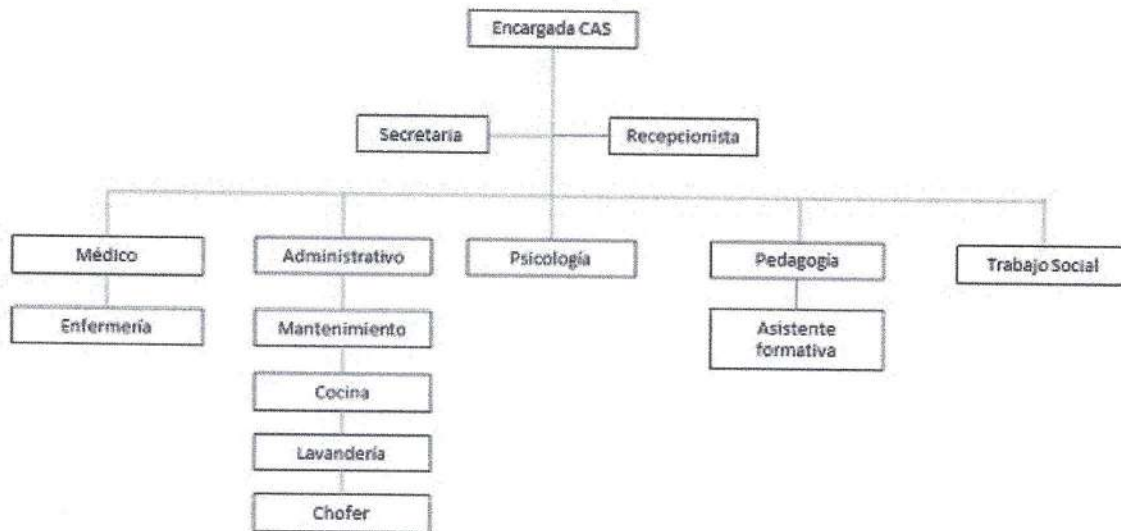 Encargada CAS
Secretaria
Recepcionista
Médico
Administrativo
Psicología
Pedagogía
Trabajo Social
Enfermería
Mantenimiento
Asistente
formativa
Cocina
Lavandería
Chofer